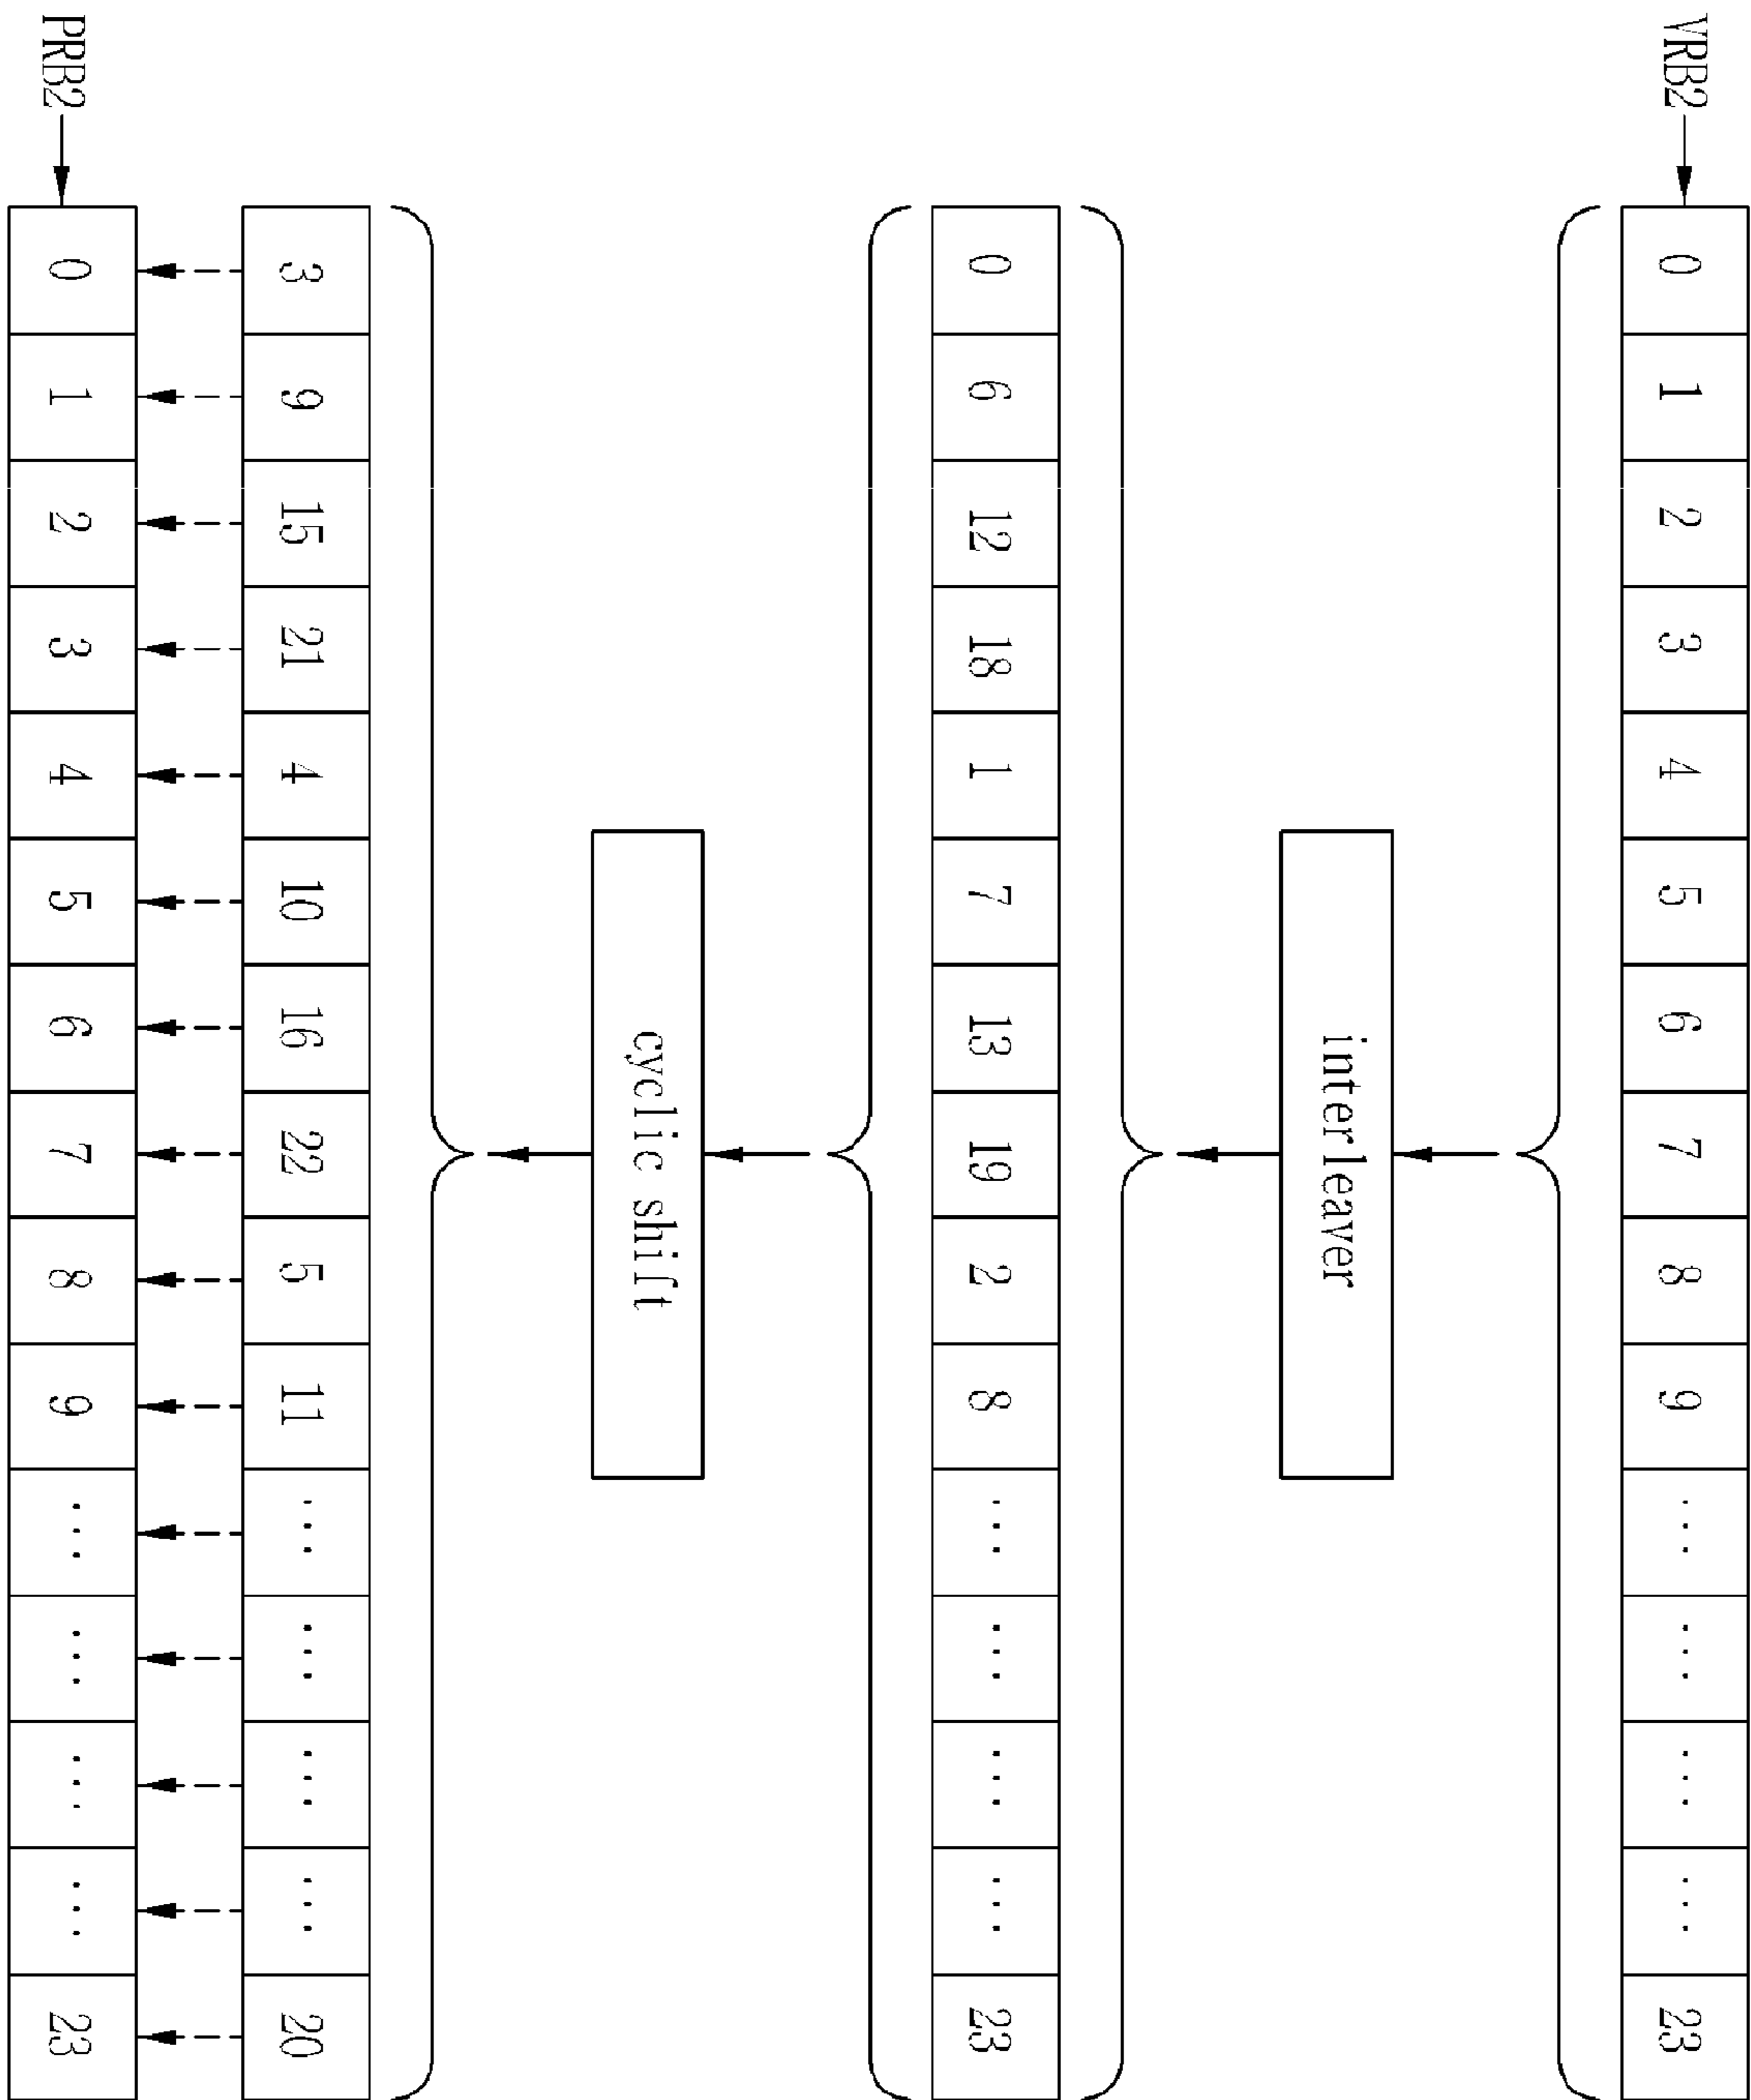 VRB2
0 1 2 3 4 5 6 7 8 9 ... ... ... ... 23
interleaver
0 6 12 18 1 7 13 19 2 8 ... ... ... ... 23
cyclic shift
3 9 15 21 4 10 16 22 5 11 ... ... ... ... 20
PRB2
0 1 2 3 4 5 6 7 8 9 ... ... ... ... 23